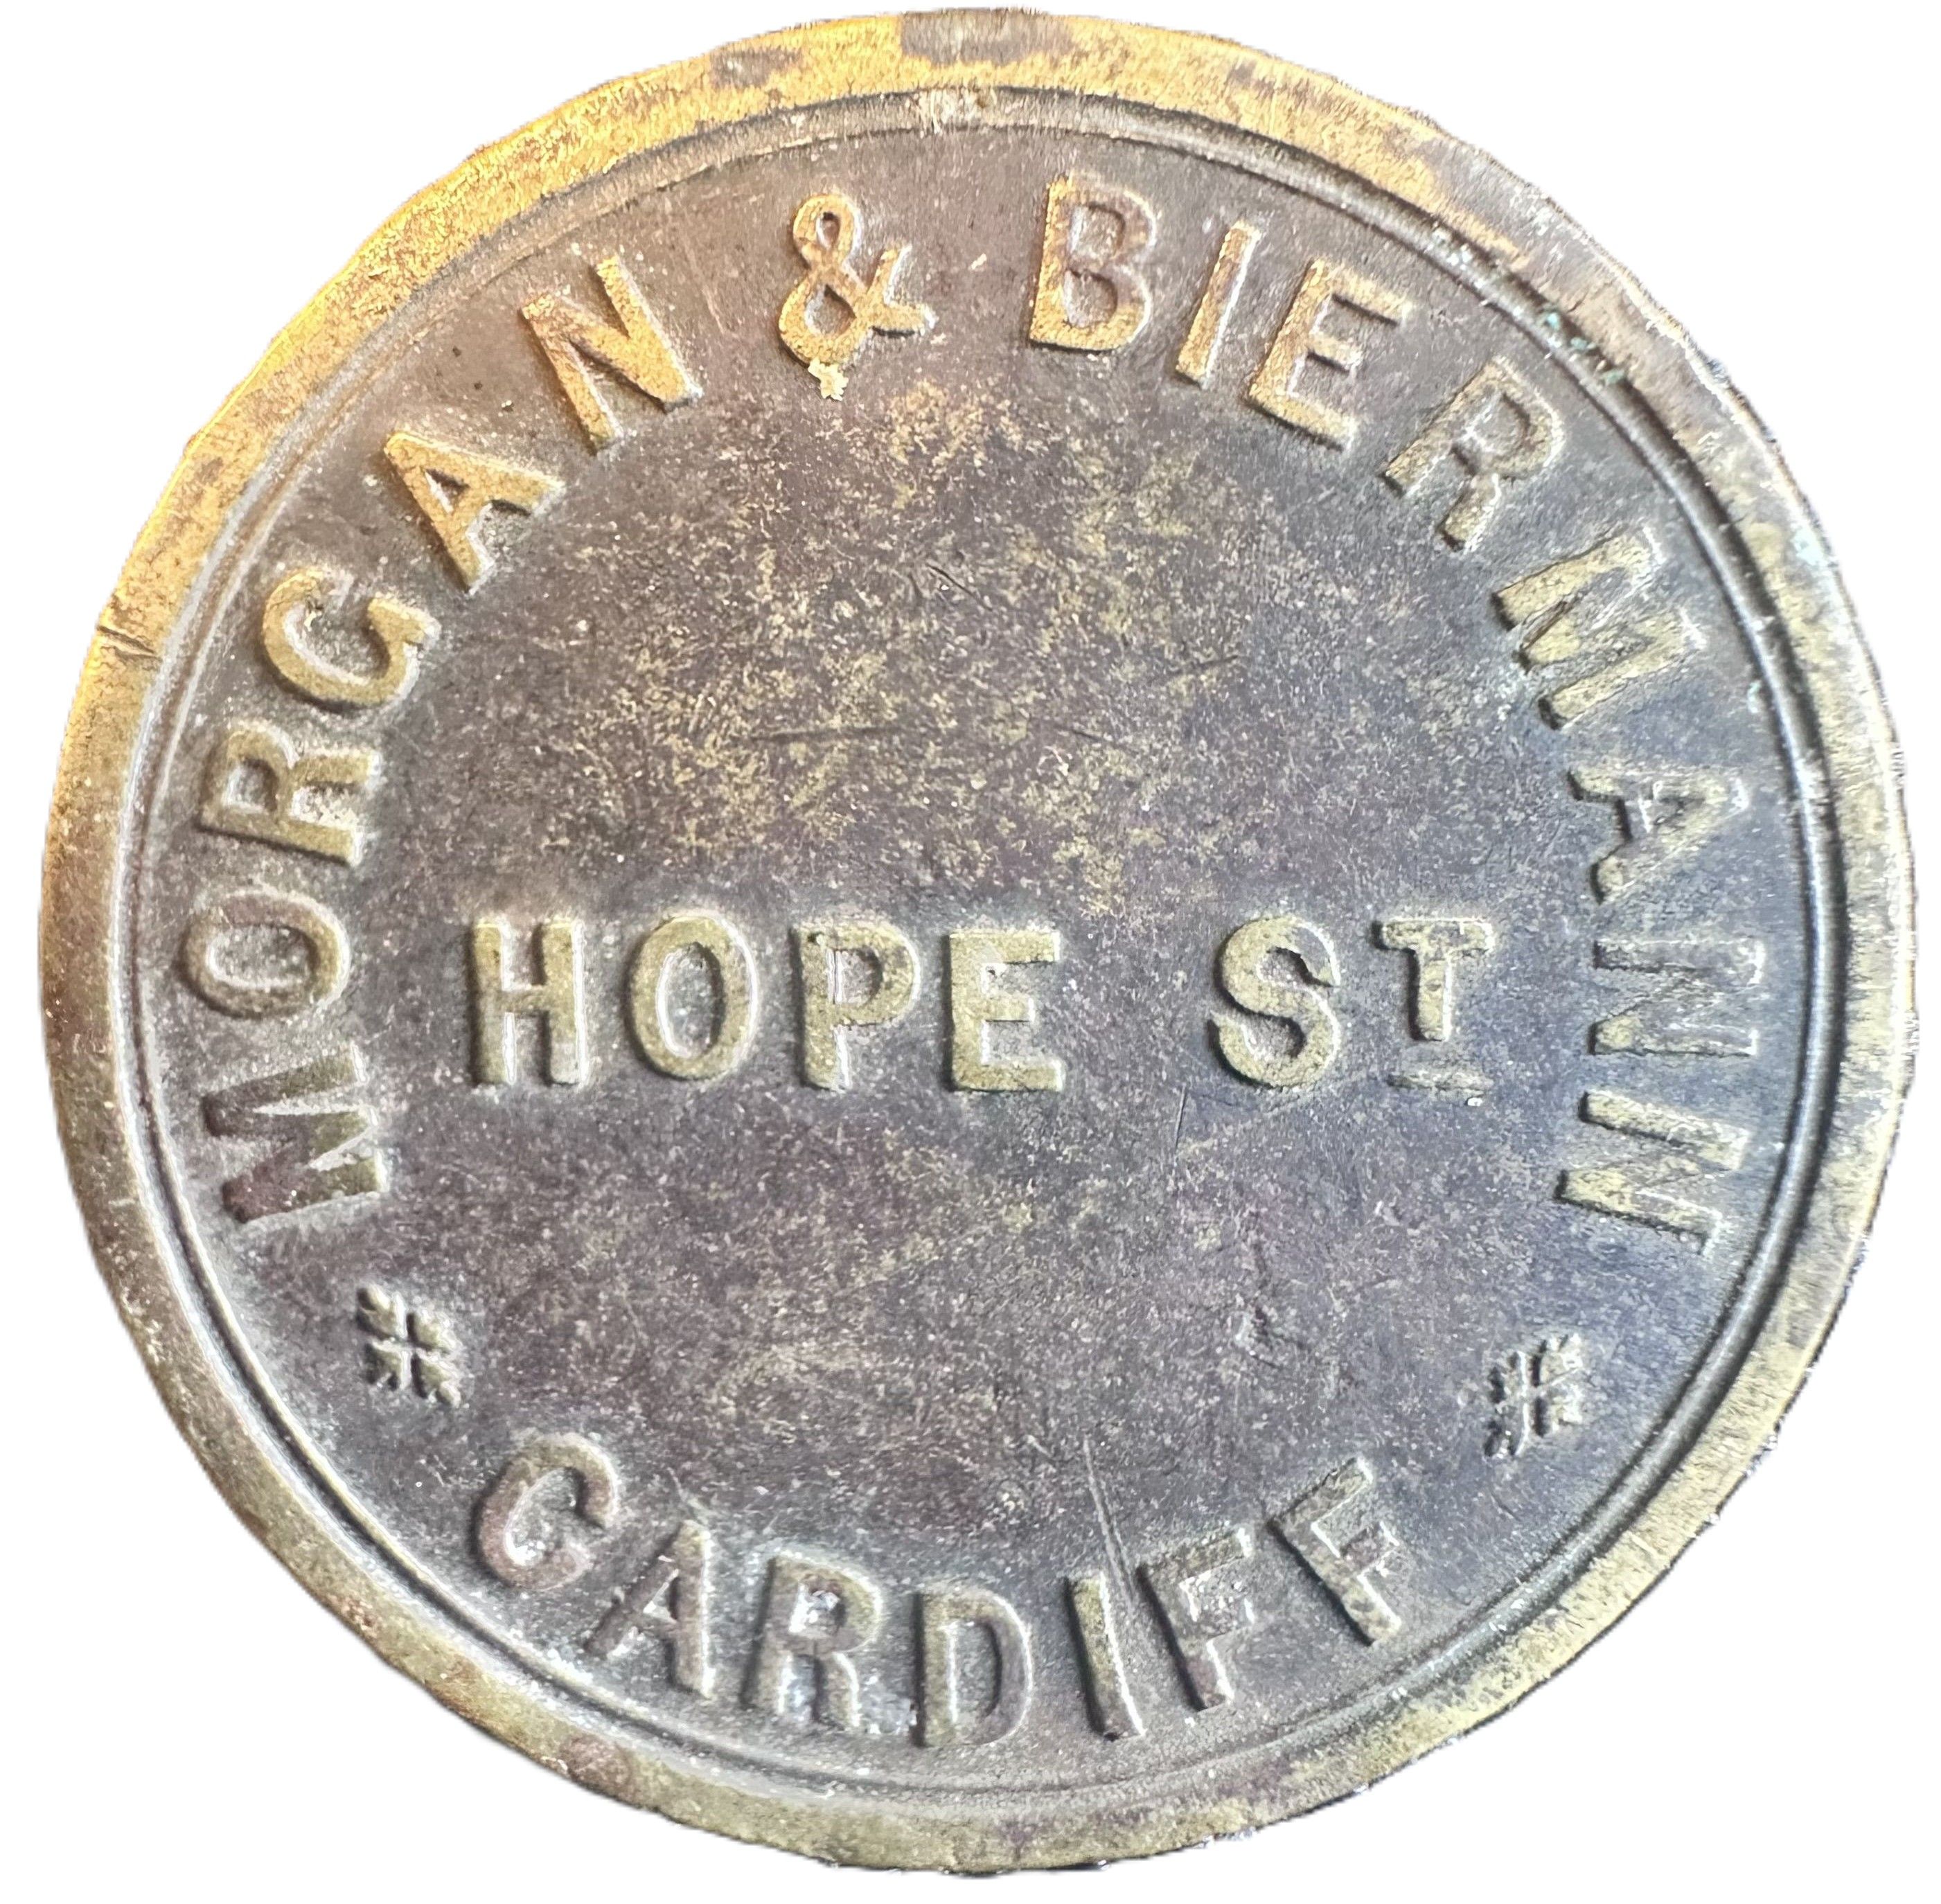 MORGAN & BIERMANN
HOPE ST
CARDIFF